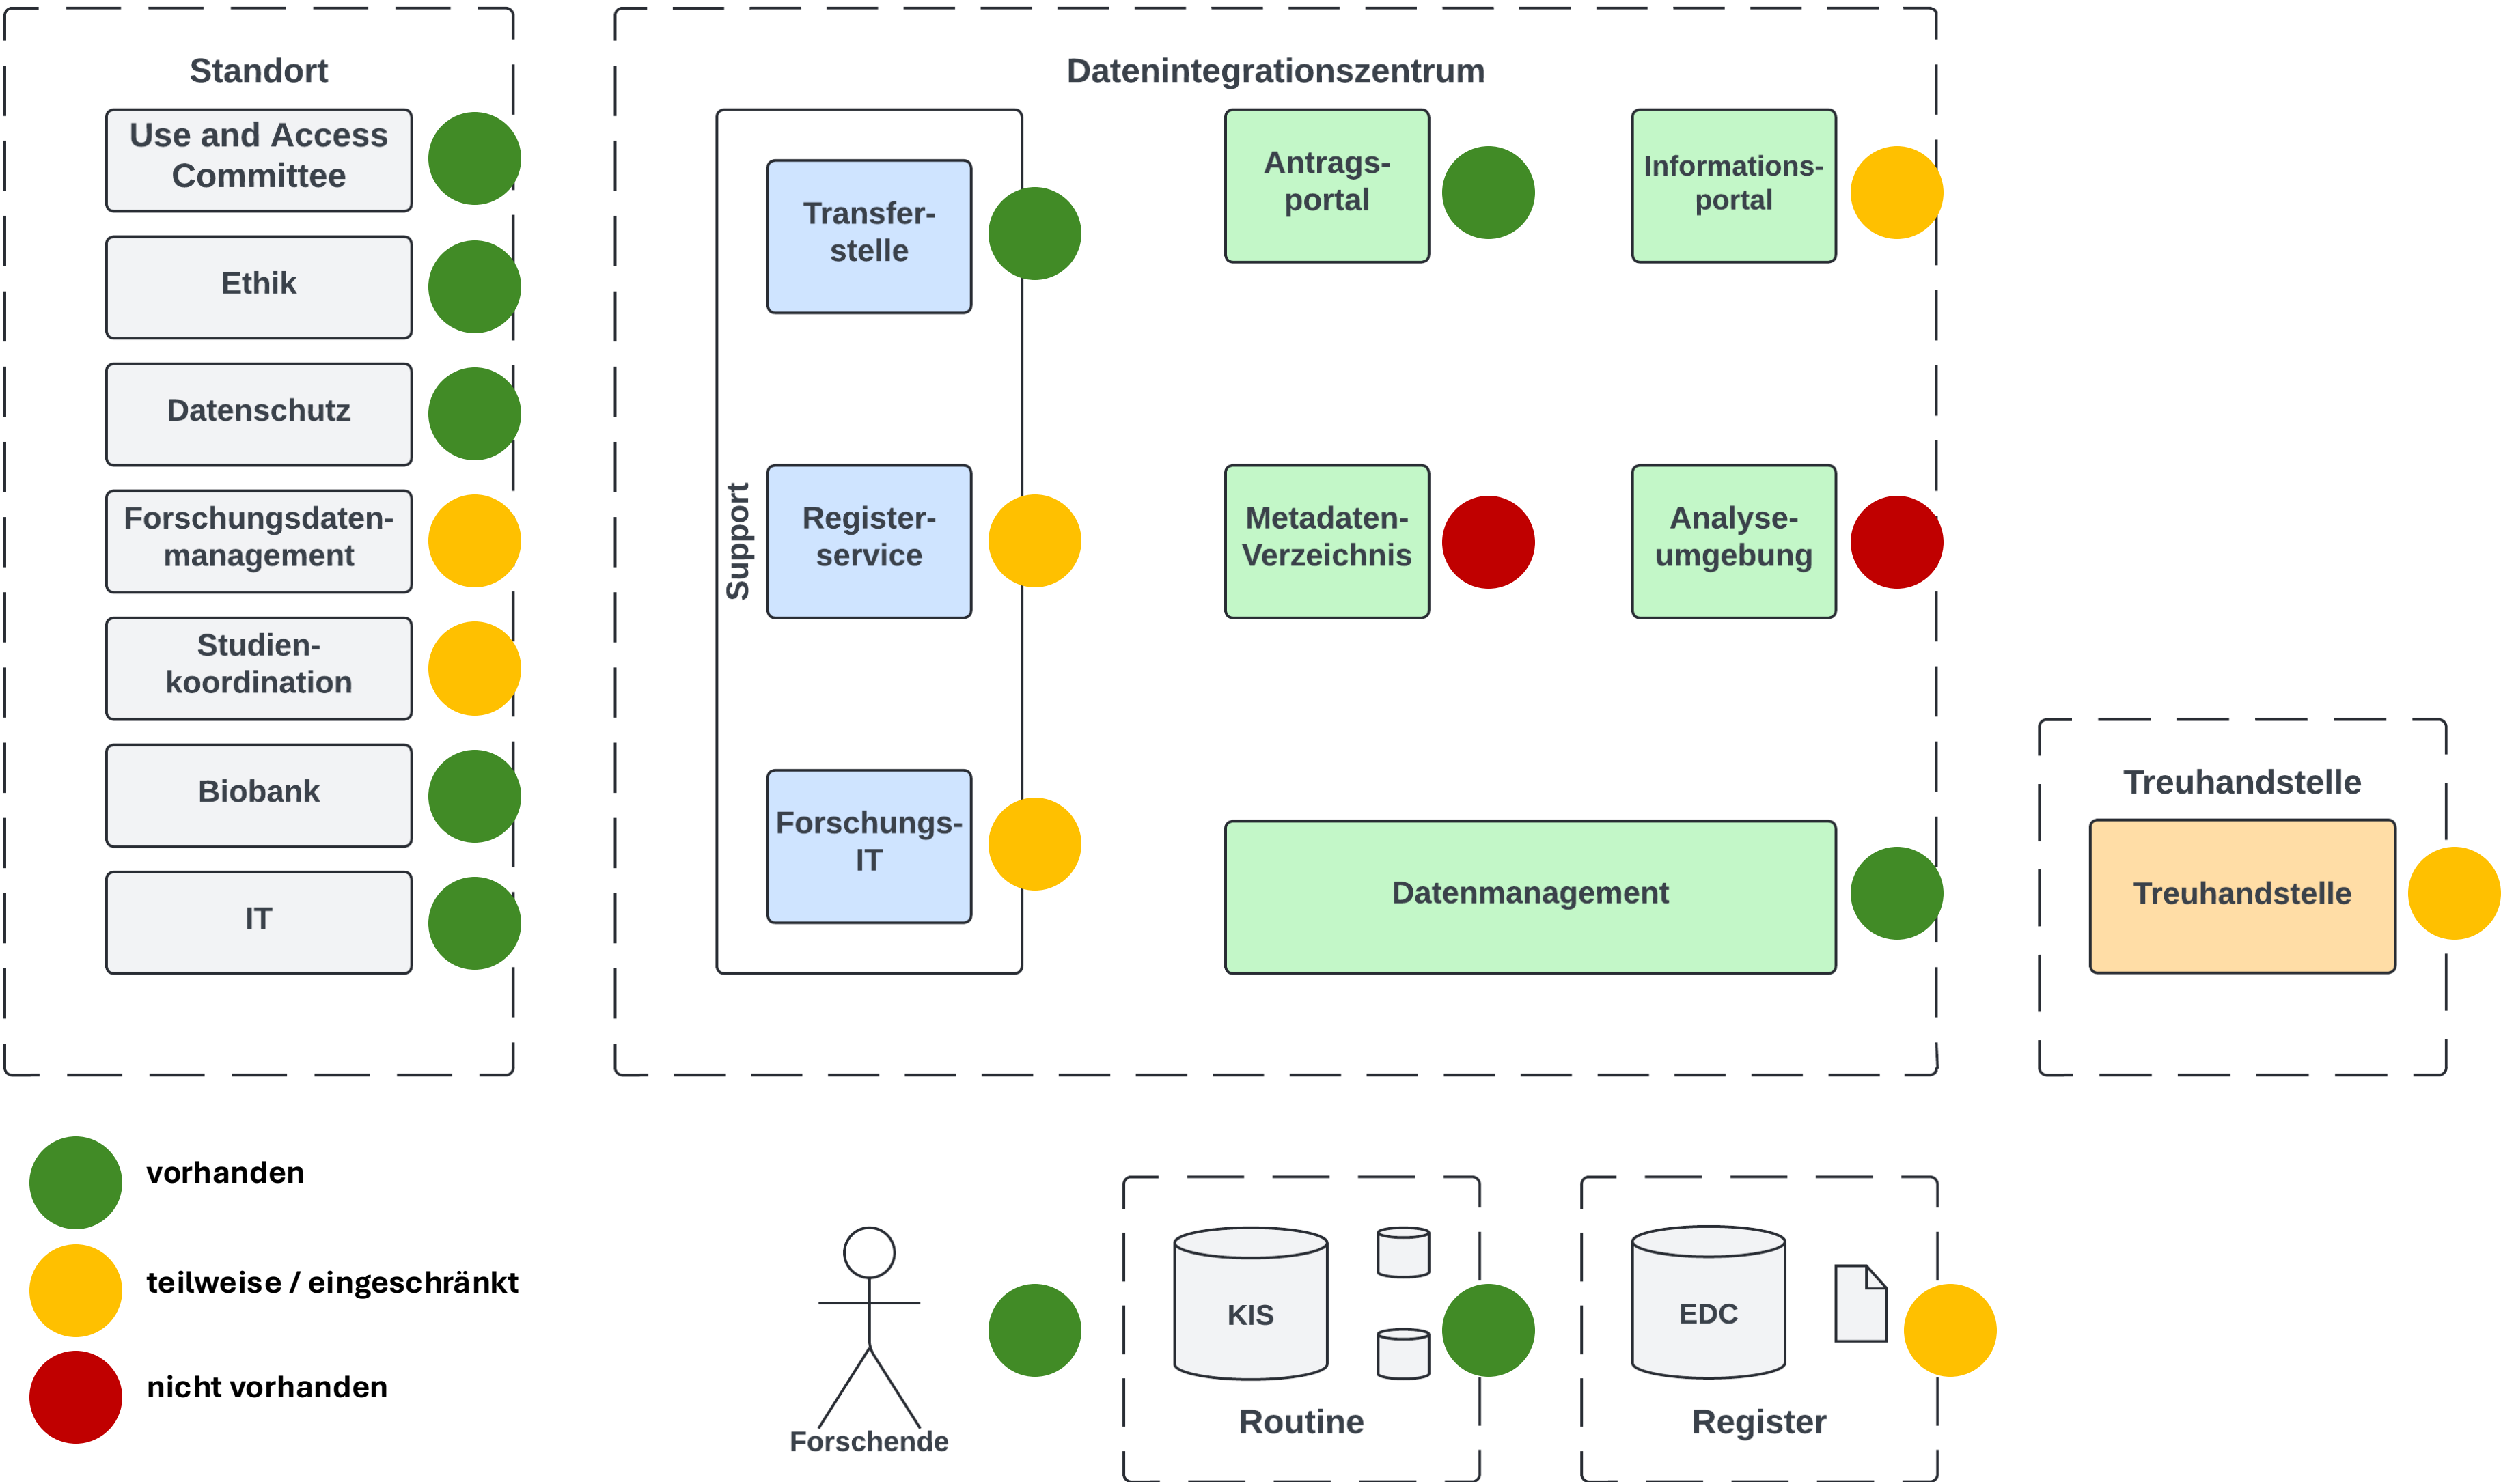 Standort
Use and Access
Committee
Ethik
Datenschutz
Forschungsdaten-
management
Studien-
koordination
Biobank
IT
Datenintegrationszentrum
Support
Transfer-
stelle
Register-
service
Forschungs-
IT
Antrags-
portal
Informations-
portal
Metadaten-
Verzeichnis
Analyse-
umgebung
Datenmanagement
Treuhandstelle
Treuhandstelle
vorhanden
teilweise / eingeschränkt
nicht vorhanden
Forschende
KIS
Routine
EDC
Register